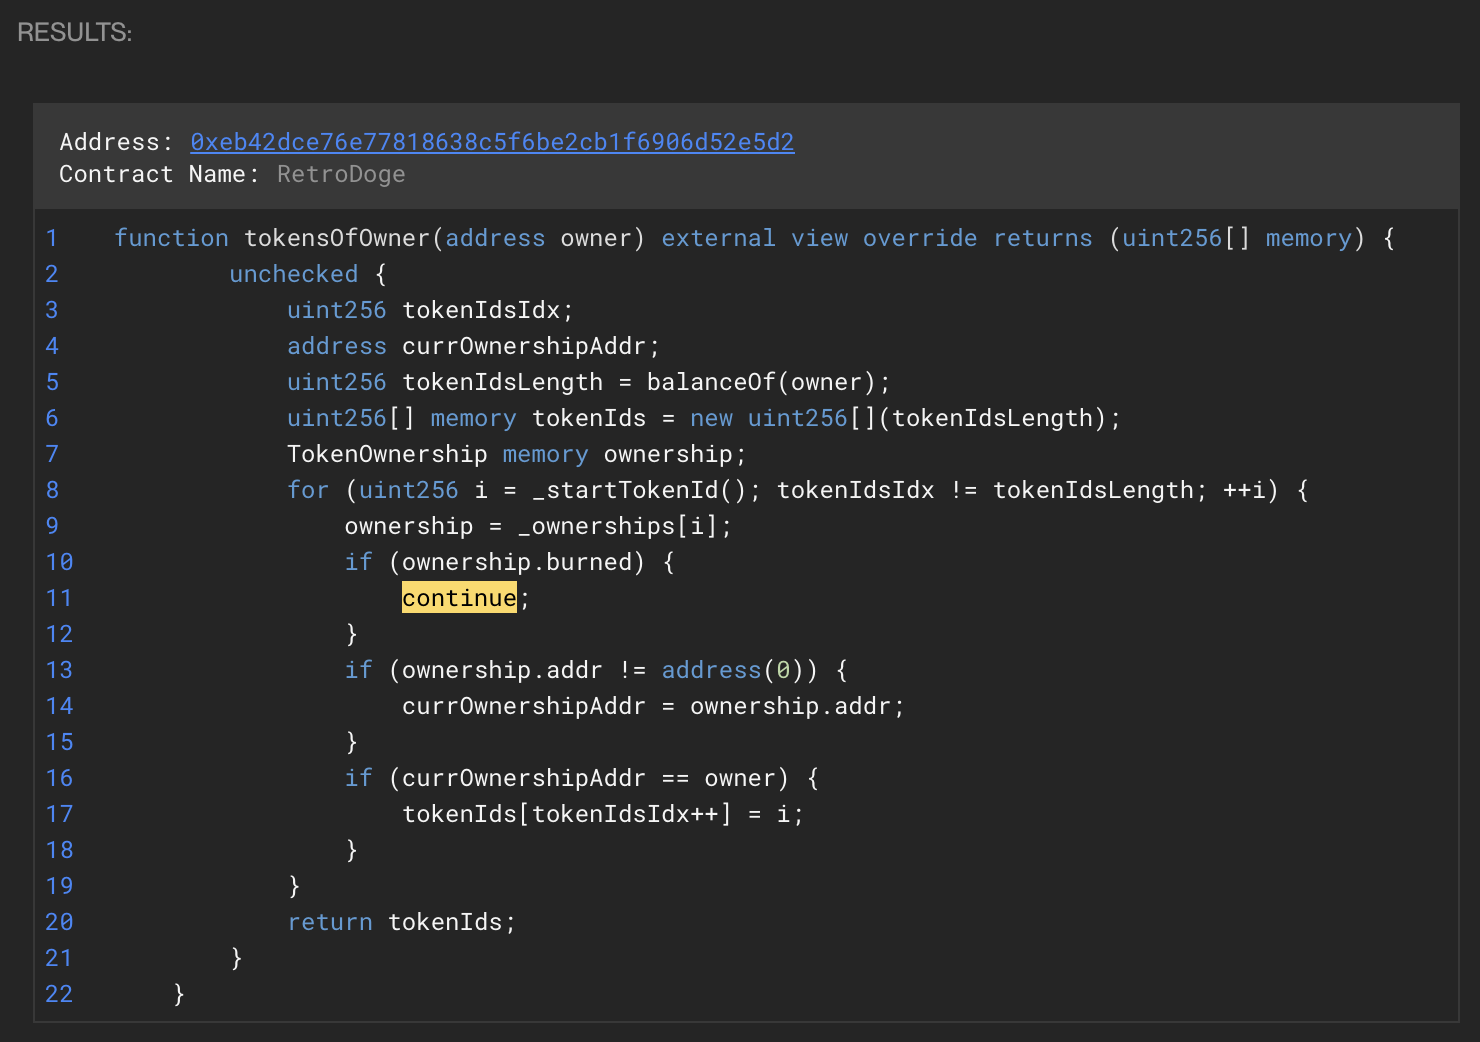 RESULTS:
Address: 0xeb42dce76e77818638c5f6be2cb1f6906d52e5d2
Contract Name: RetroDoge
1 function tokensOfOwner(address owner) external view override returns (uint256[] memory) {
2 unchecked {
3 uint256 tokenIdsIdx;
4 address currOwnershipAddr;
5 uint256 tokenIdsLength = balanceOf(owner);
6 uint256[] memory tokenIds = new uint256[](tokenIdsLength);
7 TokenOwnership memory ownership;
8 for (uint256 i = _startTokenId(); tokenIdsIdx != tokenIdsLength; ++i) {
9 ownership = _ownerships[i];
10 if (ownership.burned) {
11 continue;
12 }
13 if (ownership.addr != address(0)) {
14 currOwnershipAddr = ownership.addr;
15 }
16 if (currOwnershipAddr == owner) {
17 tokenIds[tokenIdsIdx++] = i;
18 }
19 }
20 return tokenIds;
21 }
22 }